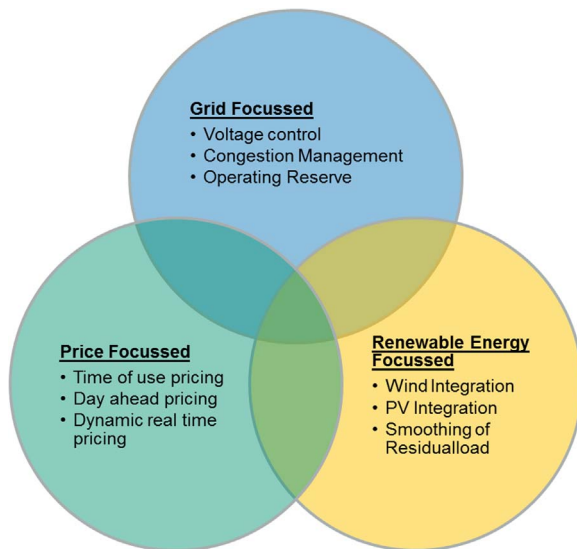 Grid Focussed
• Voltage control
• Congestion Management
• Operating Reserve
Price Focussed
• Time of use pricing
• Day ahead pricing
• Dynamic real time
pricing
Renewable Energy
Focussed
• Wind Integration
• PV Integration
• Smoothing of
Residualload